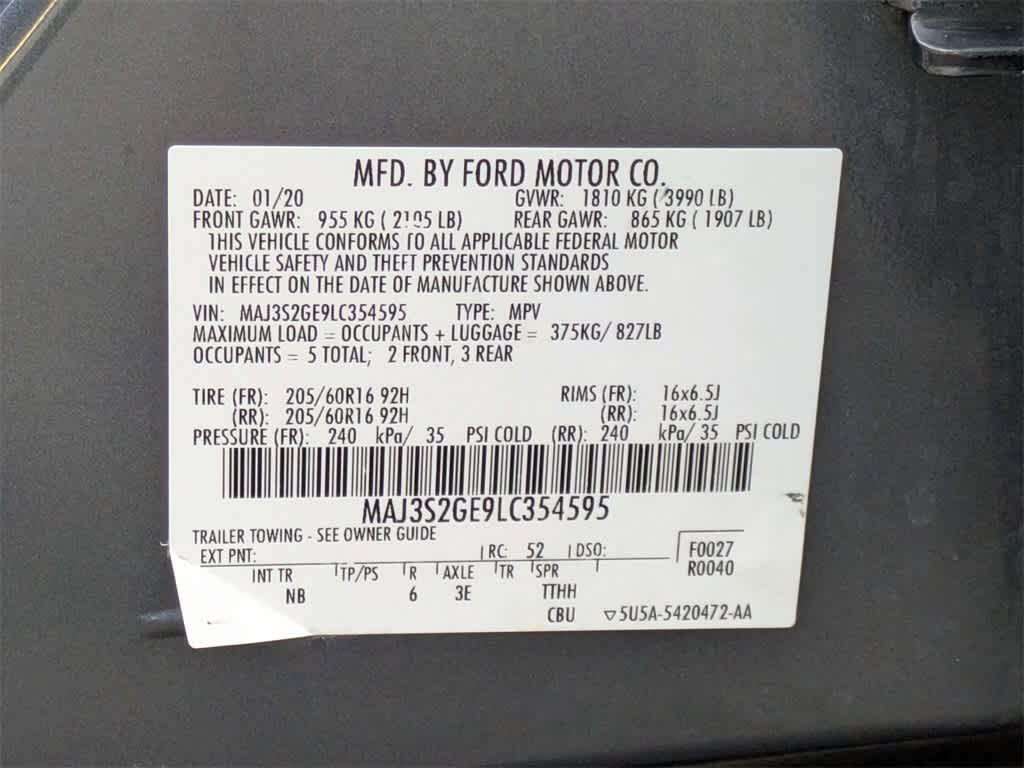 MFD. BY FORD MOTOR CO.
DATE: 01/20 GVWR: 1810 KG ( 3990 LB)
FRONT GAWR: 955 KG ( 2105 LB) REAR GAWR: 865 KG ( 1907 LB)
THIS VEHICLE CONFORMS TO ALL APPLICABLE FEDERAL MOTOR
VEHICLE SAFETY AND THEFT PREVENTION STANDARDS
IN EFFECT ON THE DATE OF MANUFACTURE SHOWN ABOVE.
VIN: MAJ3S2GE9LC354595 TYPE: MPV
MAXIMUM LOAD = OCCUPANTS + LUGGAGE = 375KG/ 827LB
OCCUPANTS = 5 TOTAL; 2 FRONT, 3 REAR
TIRE (FR): 205/60R16 92H RIMS (FR): 16x6.5J
(RR): 205/60R16 92H (RR): 16x6.5J
PRESSURE (FR): 240 kPa/ 35 PSI COLD (RR): 240 kPa/ 35 PSI COLD
MAJ3S2GE9LC354595
TRAILER TOWING - SEE OWNER GUIDE
EXT PNT: RC: 52 DSO: F0027
R0040
INT TR TP/PS R AXLE TR SPR
NB 6 3E TTHH
CBU ▽5U5A-5420472-AA